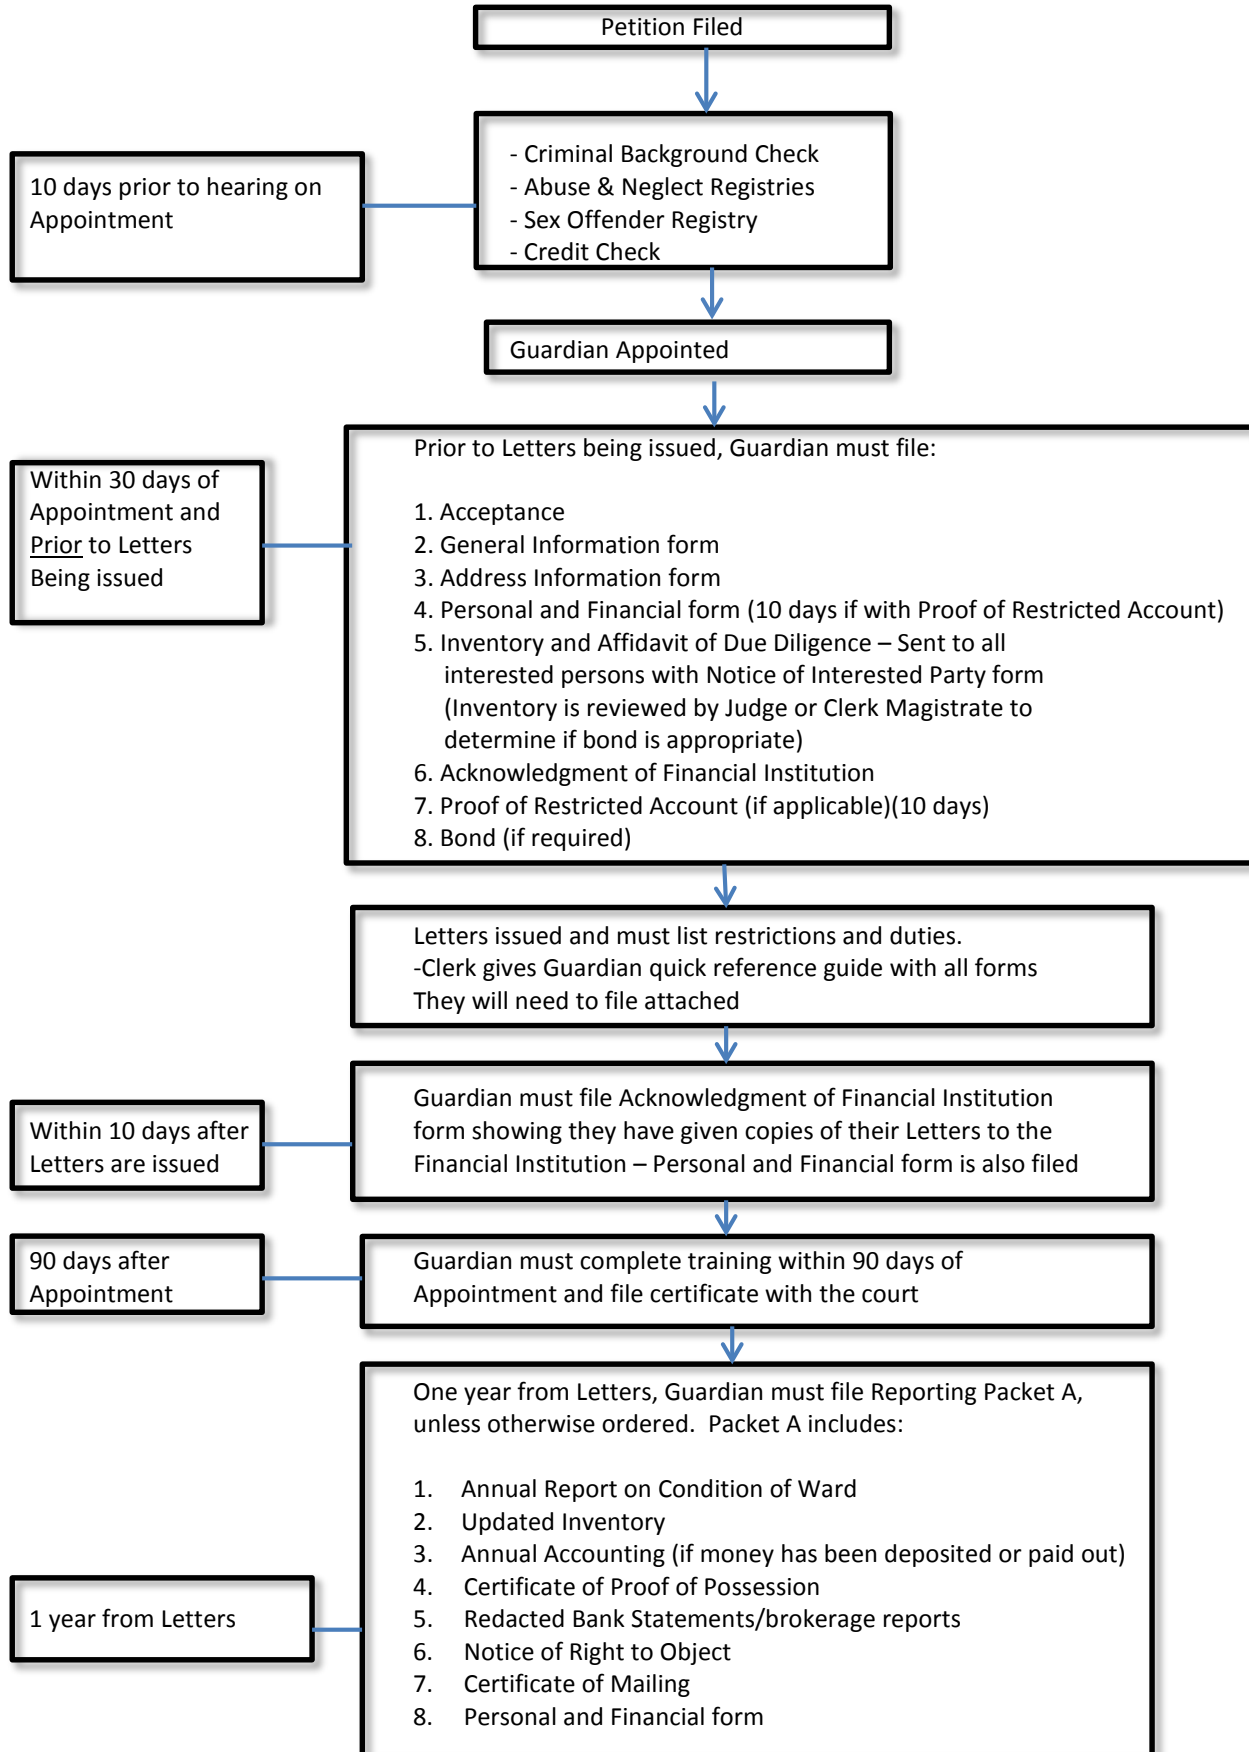 Petition Filed
- Criminal Background Check
- Abuse & Neglect Registries
- Sex Offender Registry
- Credit Check
10 days prior to hearing on
Appointment
Guardian Appointed
Within 30 days of
Appointment and
Prior to Letters
Being issued
Prior to Letters being issued, Guardian must file:
1. Acceptance
2. General Information form
3. Address Information form
4. Personal and Financial form (10 days if with Proof of Restricted Account)
5. Inventory and Affidavit of Due Diligence – Sent to all
interested persons with Notice of Interested Party form
(Inventory is reviewed by Judge or Clerk Magistrate to
determine if bond is appropriate)
6. Acknowledgment of Financial Institution
7. Proof of Restricted Account (if applicable)(10 days)
8. Bond (if required)
Letters issued and must list restrictions and duties.
-Clerk gives Guardian quick reference guide with all forms
They will need to file attached
Within 10 days after
Letters are issued
Guardian must file Acknowledgment of Financial Institution
form showing they have given copies of their Letters to the
Financial Institution – Personal and Financial form is also filed
90 days after
Appointment
Guardian must complete training within 90 days of
Appointment and file certificate with the court
One year from Letters, Guardian must file Reporting Packet A,
unless otherwise ordered. Packet A includes:
1. Annual Report on Condition of Ward
2. Updated Inventory
3. Annual Accounting (if money has been deposited or paid out)
4. Certificate of Proof of Possession
5. Redacted Bank Statements/brokerage reports
6. Notice of Right to Object
7. Certificate of Mailing
8. Personal and Financial form
1 year from Letters